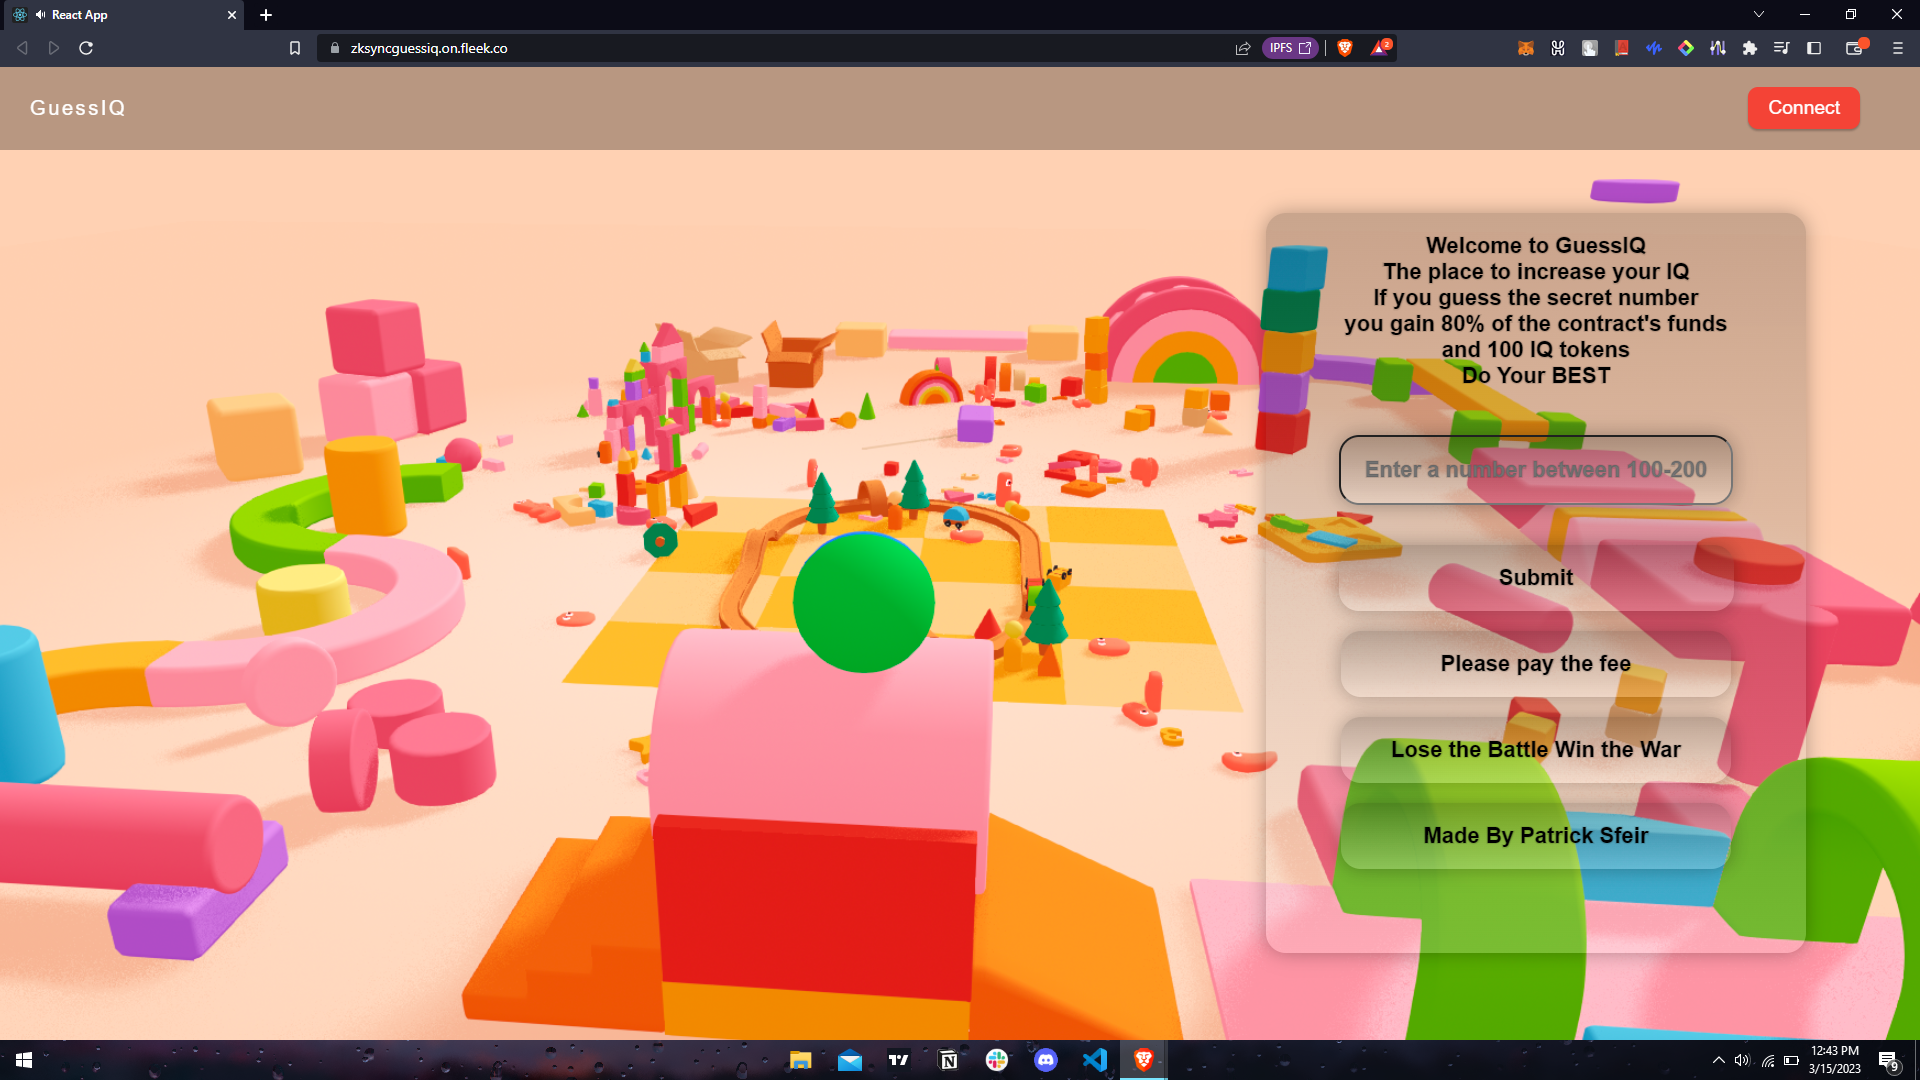 React App
zksyncguessiq.on.fleek.co
IPFS
2
GuessIQ
Connect
Welcome to GuessIQ
The place to increase your IQ
If you guess the secret number
you gain 80% of the contract's funds
and 100 IQ tokens
Do Your BEST
Enter a number between 100-200
Submit
Please pay the fee
Lose the Battle Win the War
Made By Patrick Sfeir
12:43 PM
3/15/2023
9